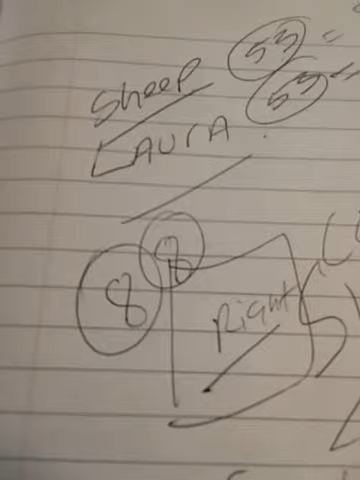 Sheep 53 =
LAURA 53 =
8 8
Right